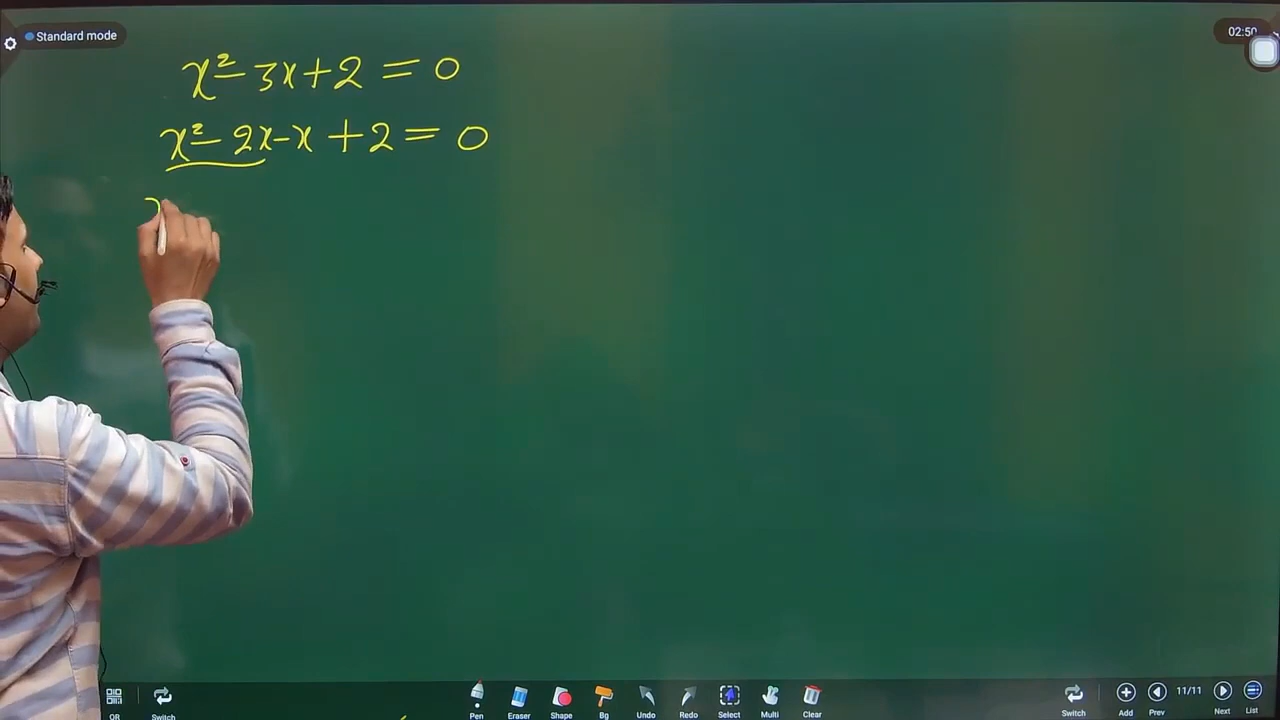 Standard mode
02:50
x² - 3x + 2 = 0
x² - 2x - x + 2 = 0
QR Switch Pen Eraser Shape Bg Undo Redo Select Multi Clear Switch Add Prev 11/11 Next List